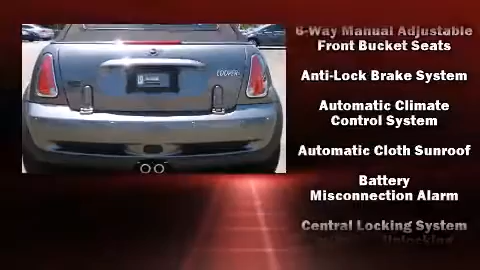 6-Way Manual Adjustable
Front Bucket Seats
Anti-Lock Brake System
Automatic Climate
Control System
Automatic Cloth Sunroof
Battery
Misconnection Alarm
Central Locking System
Unlocking
COOPER S